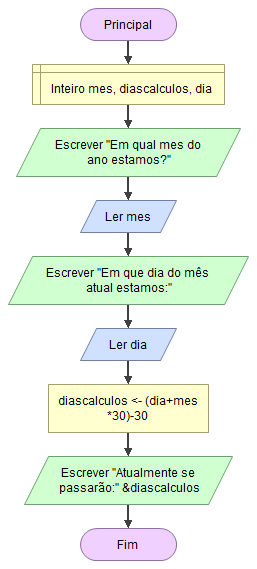 Principal
Inteiro mes, diascalculos, dia
Escrever "Em qual mes do
ano estamos?"
Ler mes
Escrever "Em que dia do mês
atual estamos:"
Ler dia
diascalculos <- (dia+mes
*30)-30
Escrever "Atualmente se
passarão:" &diascalculos
Fim